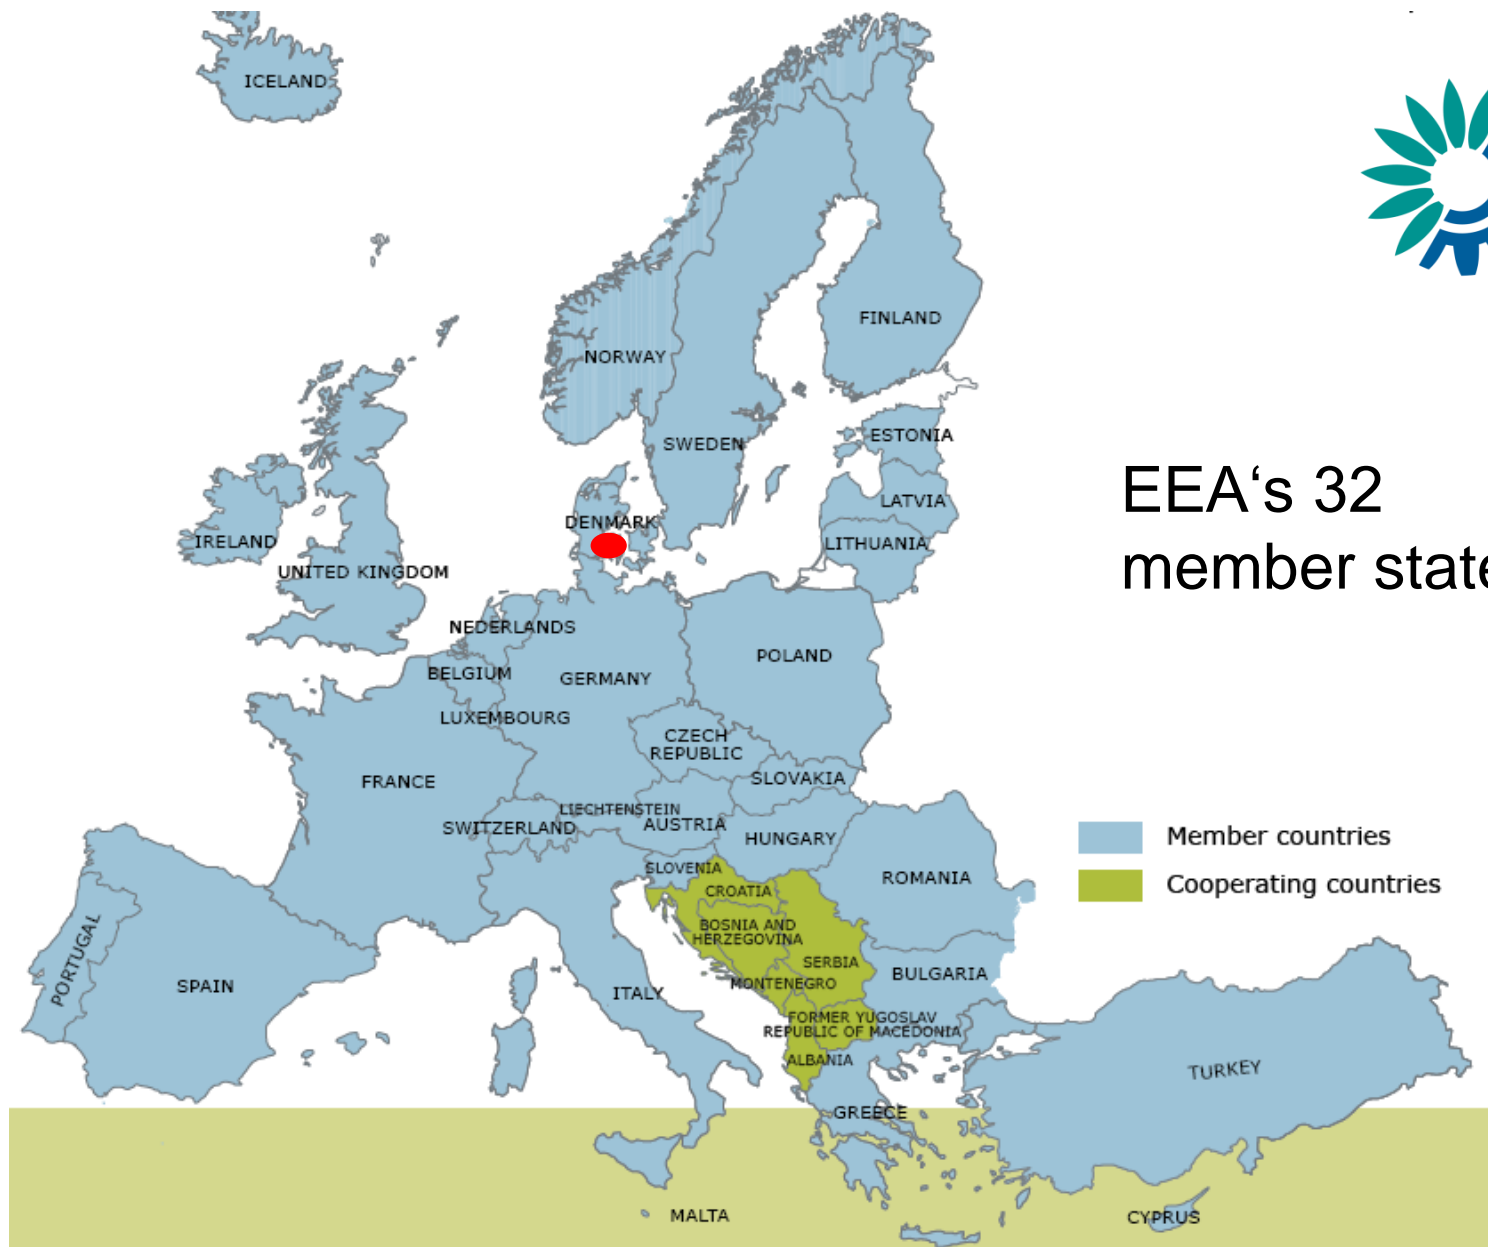 ICELAND
FINLAND
NORWAY
ESTONIA
SWEDEN
EEA‘s 32
LATVIA
DENMARK
IRELAND
LITHUANIA
member state
UNITED KINGDOM
NEDERLANDS
POLAND
BELGIUM
GERMANY
LUXEMBOURG
CZECH
REPUBLIC
SLOVAKIA
FRANCE
LIECHTENSTEIN
SWITZERLAND
AUSTRIA
HUNGARY
Member countries
SLOVENIA
ROMANIA
Cooperating countries
CROATIA
BOSNIA AND
HERZEGOVINA
PORTUGAL
SERBIA
BULGARIA
SPAIN
MONTENEGRO
ITALY
FORMER YUGOSLAV
REPUBLIC OF MACEDONIA
ALBANIA
TURKEY
GREECE
MALTA
CYPRUS